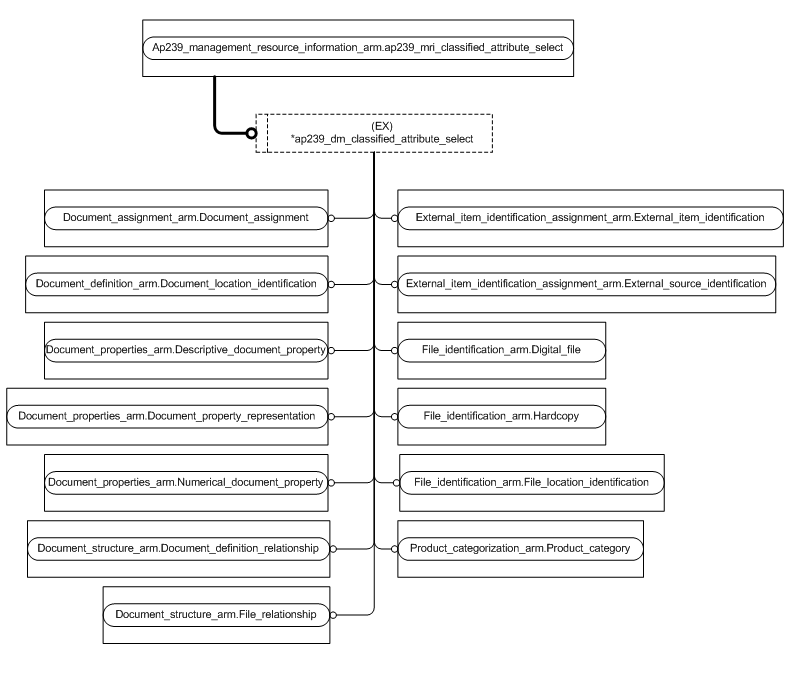 Ap239_management_resource_information_arm.ap239_mri_classified_attribute_select
(EX)
*ap239_dm_classified_attribute_select
Document_assignment_arm.Document_assignment
External_item_identification_assignment_arm.External_item_identification
Document_definition_arm.Document_location_identification
External_item_identification_assignment_arm.External_source_identification
Document_properties_arm.Descriptive_document_property
File_identification_arm.Digital_file
Document_properties_arm.Document_property_representation
File_identification_arm.Hardcopy
Document_properties_arm.Numerical_document_property
File_identification_arm.File_location_identification
Document_structure_arm.Document_definition_relationship
Product_categorization_arm.Product_category
Document_structure_arm.File_relationship